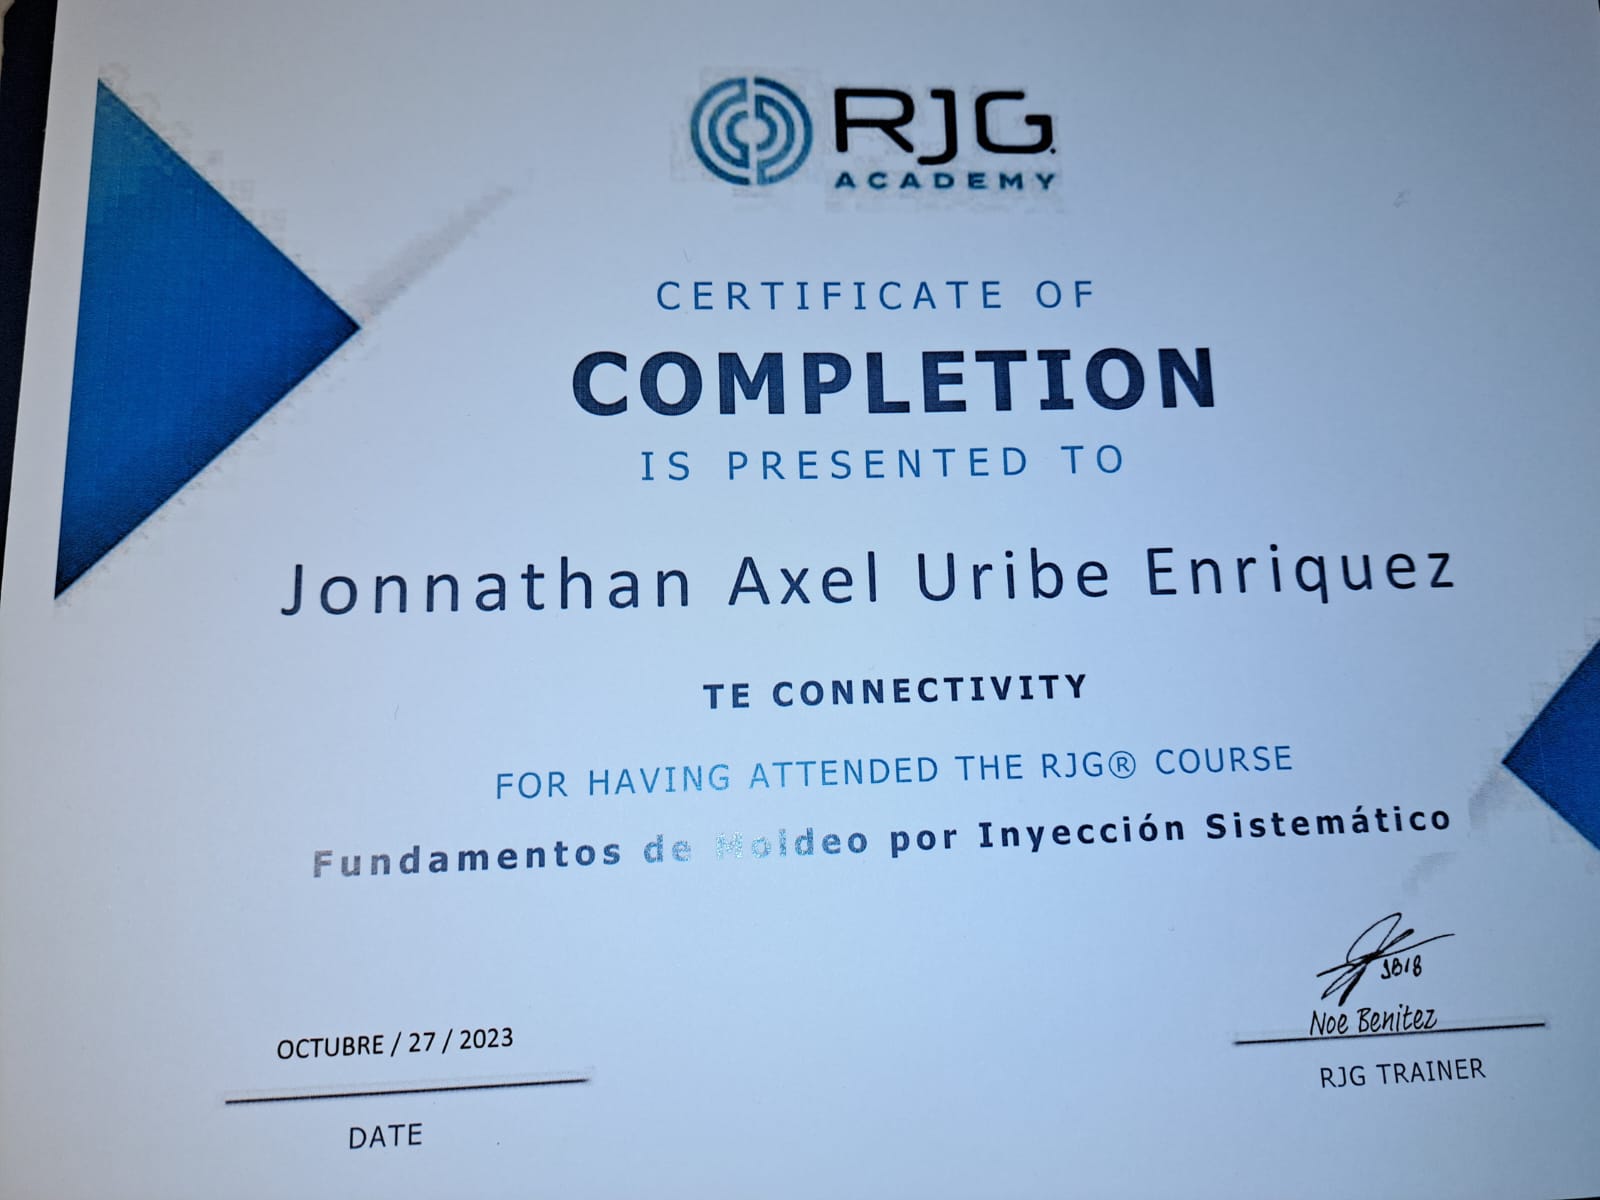 RJG.
ACADEMY
CERTIFICATE OF
COMPLETION
IS PRESENTED TO
Jonnathan Axel Uribe Enriquez
TE CONNECTIVITY
FOR HAVING ATTENDED THE RJG® COURSE
Fundamentos de Moldeo por Inyección Sistemático
OCTUBRE / 27 / 2023
DATE
Noe Benitez
RJG TRAINER